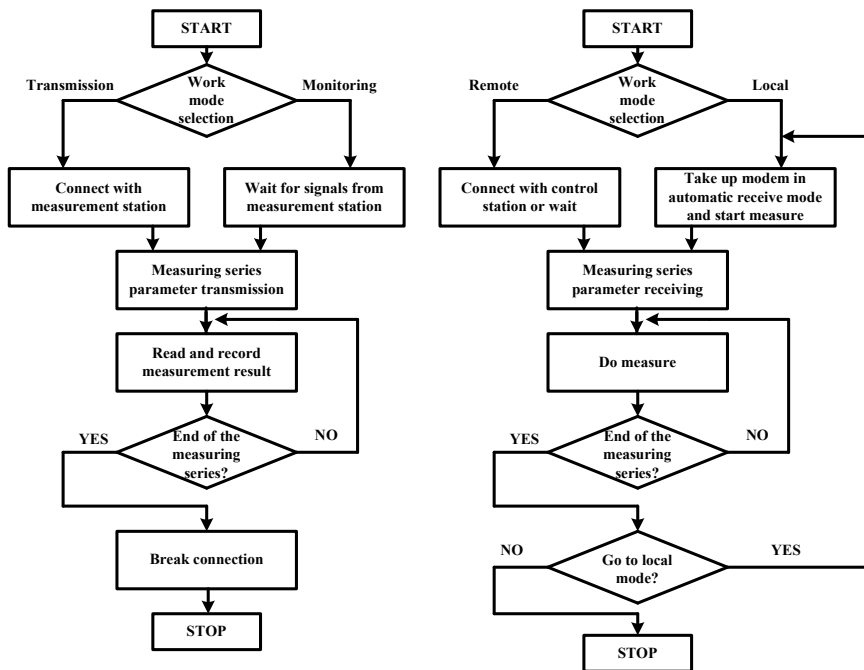 START
Transmission
Work
mode
selection
Monitoring
Connect with
measurement station
Wait for signals from
measurement station
Measuring series
parameter transmission
Read and record
measurement result
YES
End of the
measuring
series?
NO
Break connection
STOP
START
Remote
Work
mode
selection
Local
Connect with control
station or wait
Take up modem in
automatic receive mode
and start measure
Measuring series
parameter receiving
Do measure
YES
End of the
measuring
series?
NO
NO
Go to local
mode?
YES
STOP